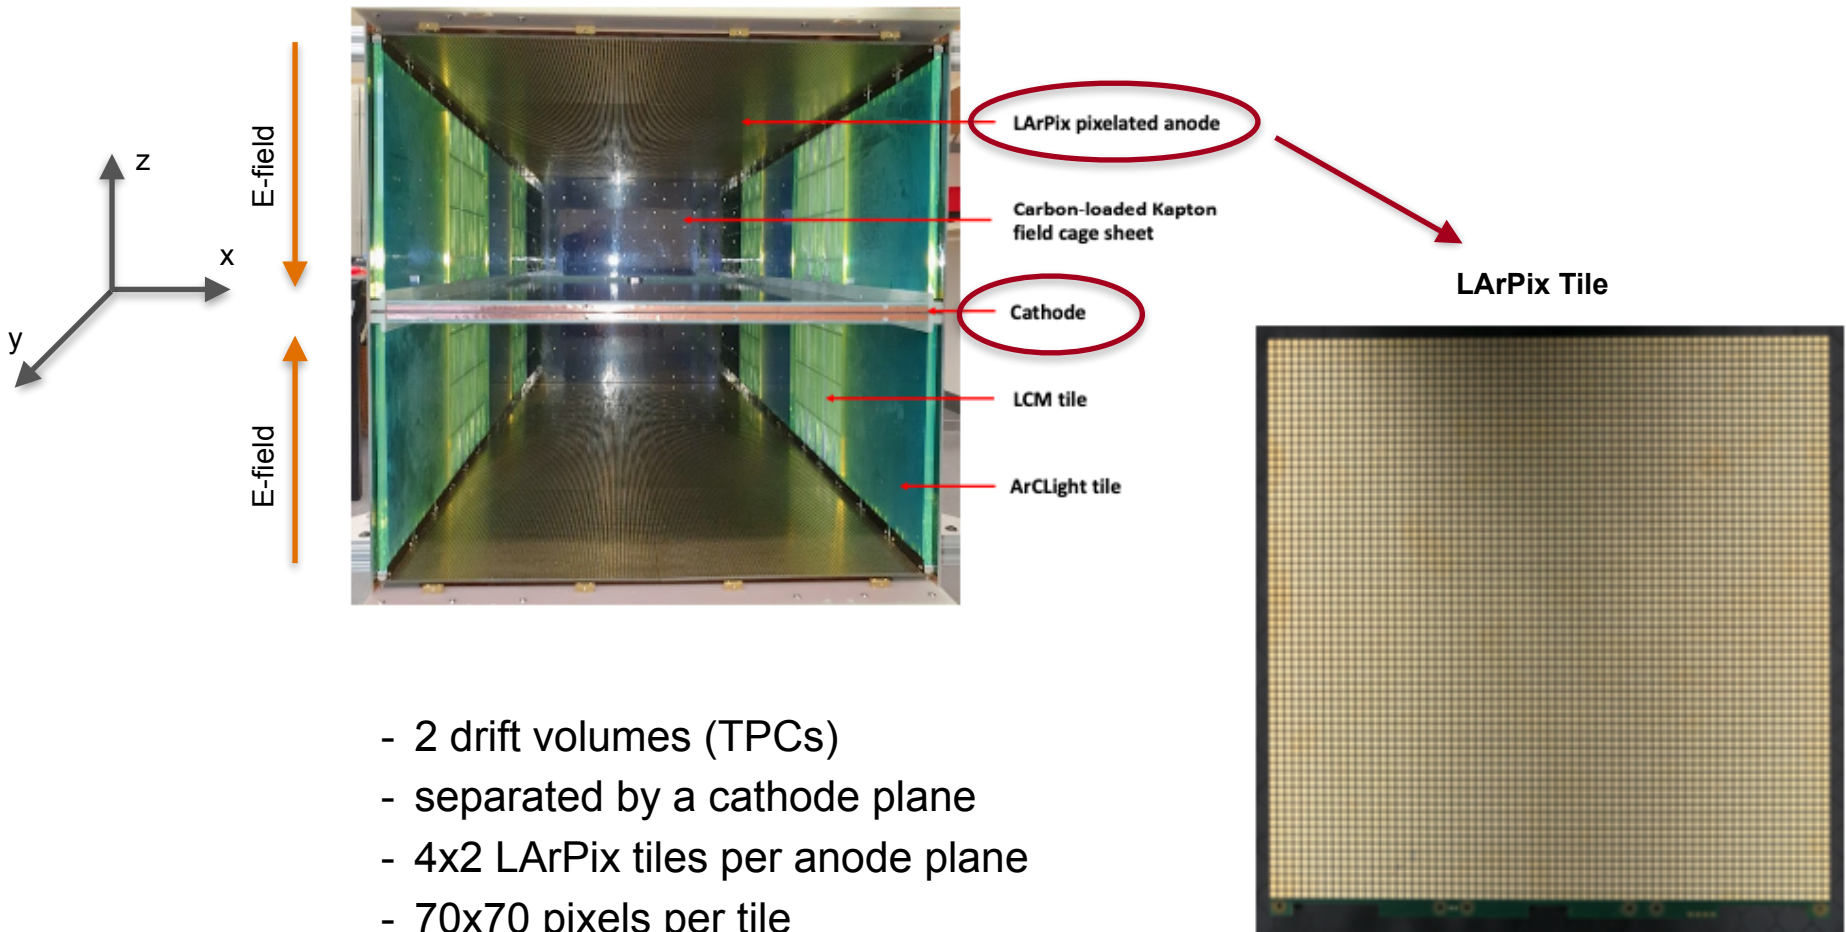 E-field
z
x
y
E-field
LArPix pixelated anode
Carbon-loaded Kapton
field cage sheet
Cathode
LCM tile
ArCLight tile
LArPix Tile
- 2 drift volumes (TPCs)
- separated by a cathode plane
- 4x2 LArPix tiles per anode plane
- 70x70 pixels per tile